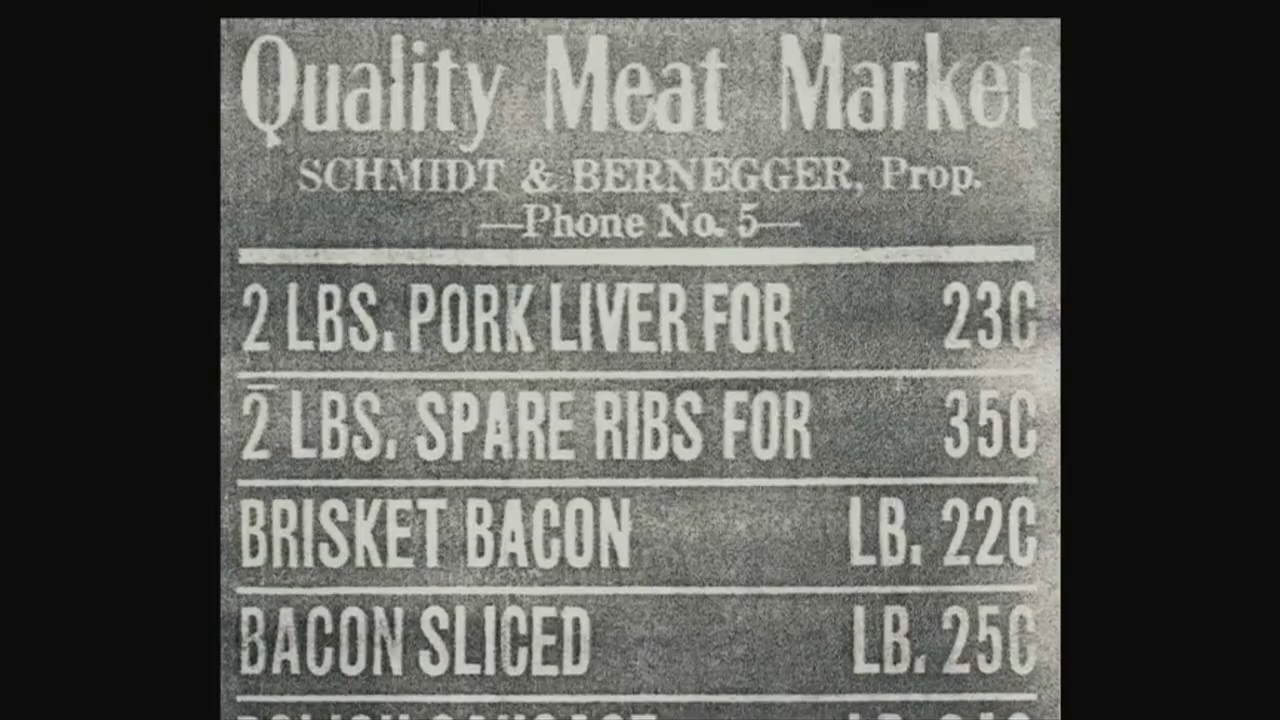 Quality Meat Market
SCHMIDT & BERNEGGER, Prop.
—Phone No. 5—
2 LBS. PORK LIVER FOR 23C
2 LBS. SPARE RIBS FOR 35C
BRISKET BACON LB. 22C
BACON SLICED LB. 25C